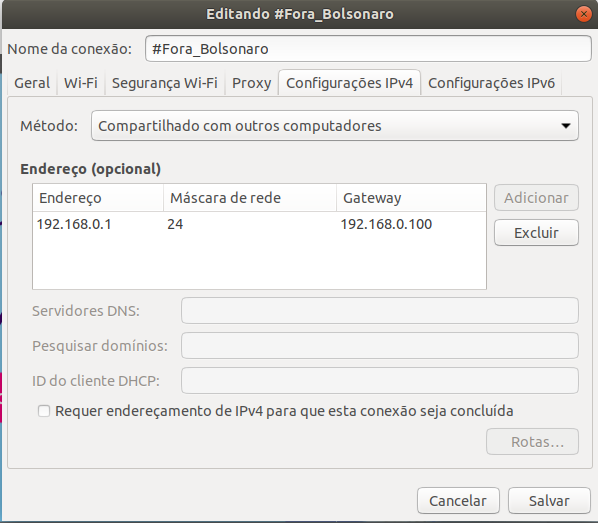 Editando #Fora_Bolsonaro
Nome da conexão: #Fora_Bolsonaro
Geral Wi-Fi Segurança Wi-Fi Proxy Configurações IPv4 Configurações IPv6
Método: Compartilhado com outros computadores
Endereço (opcional)
Endereço Máscara de rede Gateway Adicionar
192.168.0.1 24 192.168.0.100 Excluir
Servidores DNS:
Pesquisar domínios:
ID do cliente DHCP:
Requer endereçamento de IPv4 para que esta conexão seja concluída
Rotas…
Cancelar Salvar